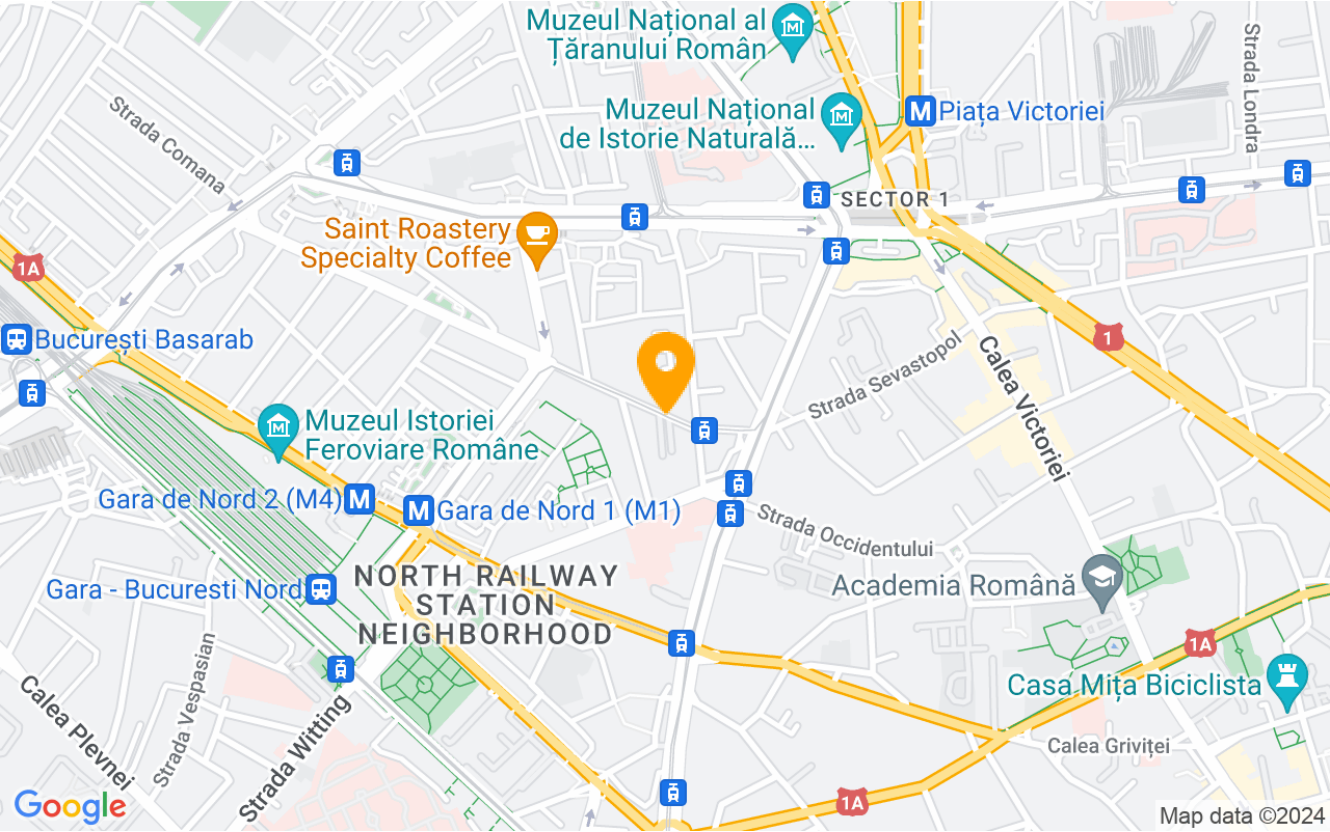 Muzeul Național al
Țăranului Român
Strada Londra
Muzeul Național
de Istorie Naturală...
M
Piața Victoriei
Strada Comana
SECTOR 1
Saint Roastery
Specialty Coffee
1A
București Basarab
1
Strada Sevastopol
Calea Victoriei
Muzeul Istoriei
Feroviare Române
Gara de Nord 2 (M4)
M
M
Gara de Nord 1 (M1)
Strada Occidentului
Gara - Bucuresti Nord
NORTH RAILWAY
STATION
NEIGHBORHOOD
Academia Română
1A
Strada Vespasian
Calea Plevnei
Strada Witting
Casa Mița Biciclista
Calea Griviței
1A
Google
Map data ©2024